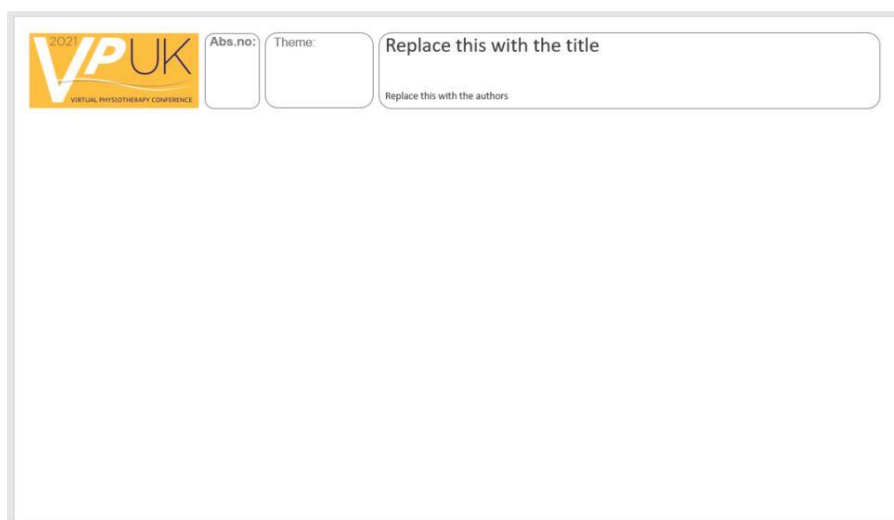 2021
VPUK
VIRTUAL PHYSIOTHERAPY CONFERENCE
Abs.no:
Theme:
Replace this with the title
Replace this with the authors